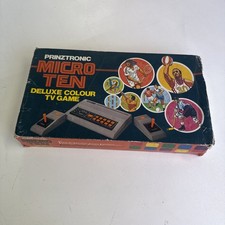 PRINZTRONIC
MICRO
TEN
DELUXE COLOUR
TV GAME